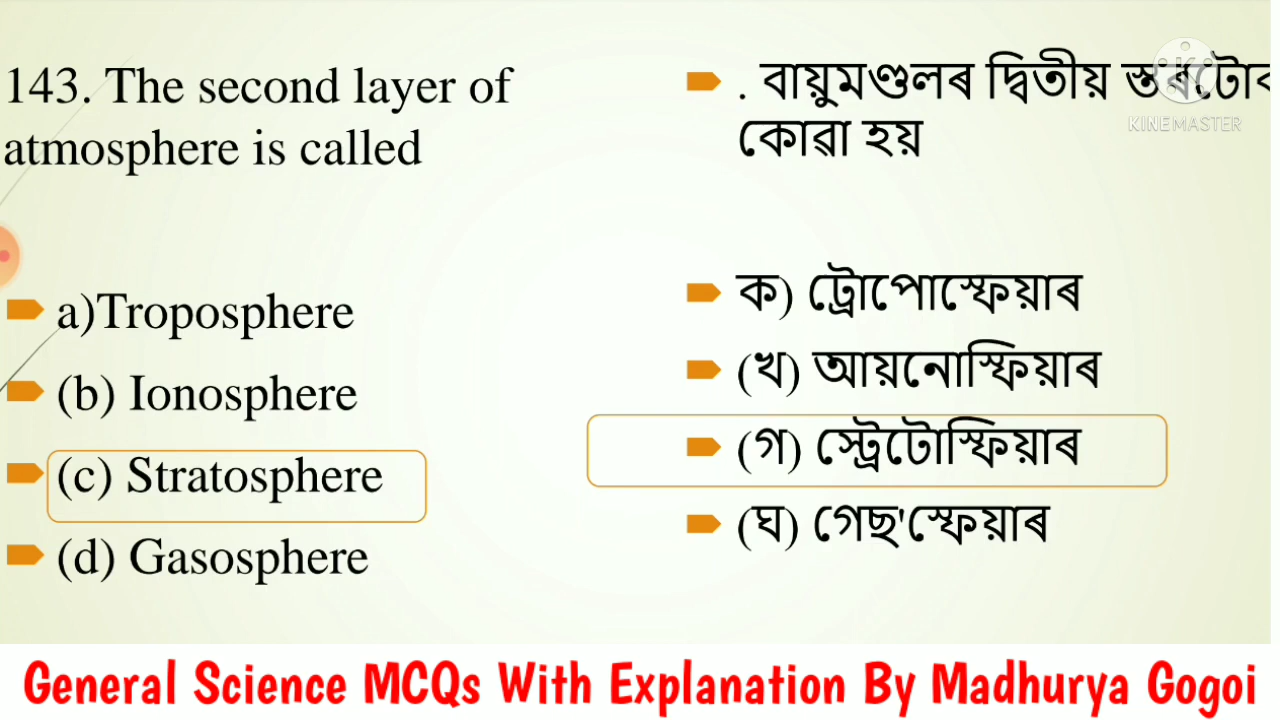 143. The second layer of
atmosphere is called
a)Troposphere
(b) Ionosphere
(c) Stratosphere
(d) Gasosphere
. বায়ুমণ্ডলৰ দ্বিতীয়
কোৱা হয়
ক) ট্ৰোপোস্ফেয়াৰ
(খ) আয়নোস্ফিয়াৰ
(গ) স্ট্ৰেটোস্ফিয়াৰ
(ঘ) গেছ'স্ফেয়াৰ
KINEMASTER
General Science MCQs With Explanation By Madhurya Gogoi